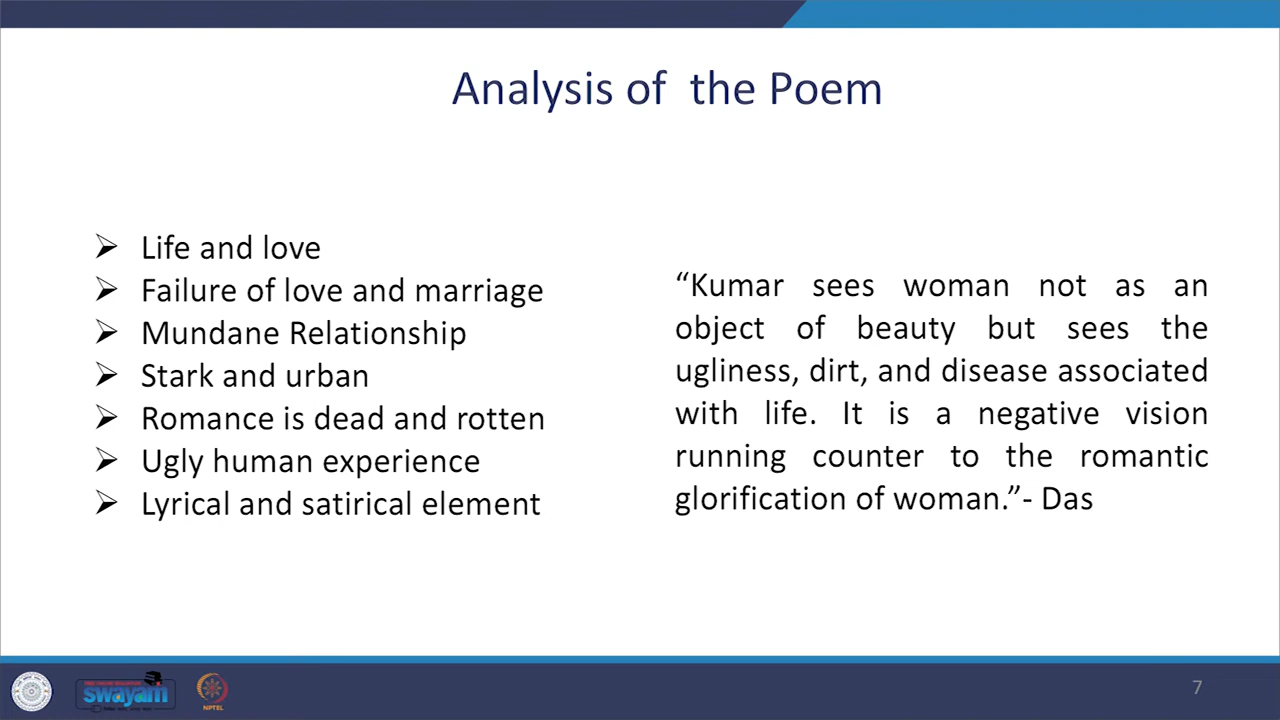 Analysis of the Poem
Life and love
Failure of love and marriage
Mundane Relationship
Stark and urban
Romance is dead and rotten
Ugly human experience
Lyrical and satirical element
“Kumar sees woman not as an
object of beauty but sees the
ugliness, dirt, and disease associated
with life. It is a negative vision
running counter to the romantic
glorification of woman.”- Das
swayam
NPTEL
7